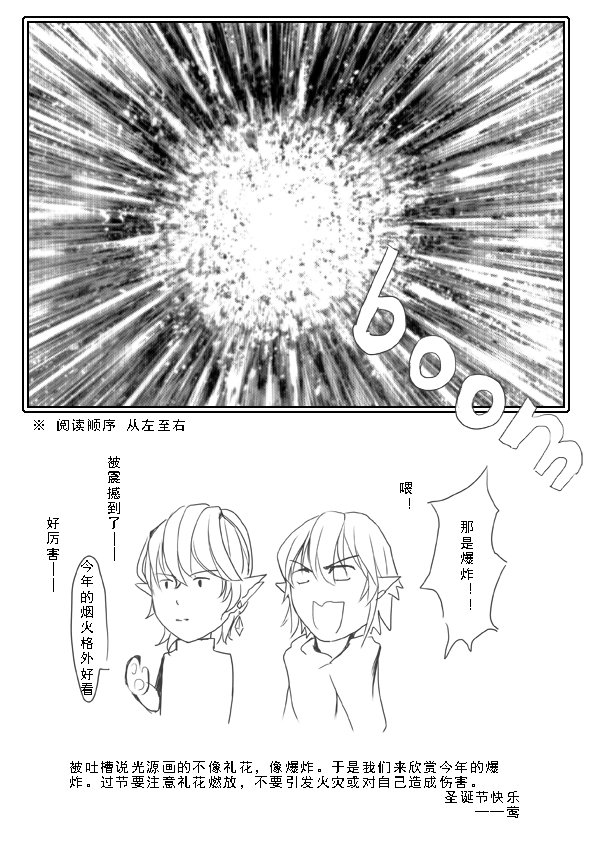 boom
※ 阅读顺序 从左至右
好厉害——
被震撼到了——
今年的烟火格外好看
喂！
那是爆炸！！
被吐槽说光源画的不像礼花，像爆炸。于是我们来欣赏今年的爆
炸。过节要注意礼花燃放，不要引发火灾或对自己造成伤害。
圣诞节快乐
——莺